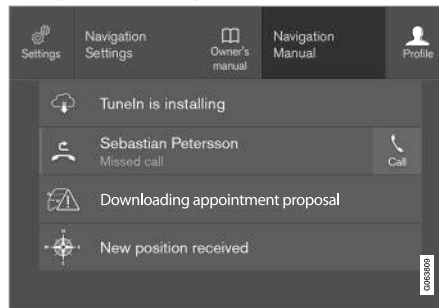 Settings
Navigation
Settings
Owner's
manual
Navigation
Manual
Profile
TuneIn is installing
Sebastian Petersson
Missed call
Call
Downloading appointment proposal
New position received
G063809